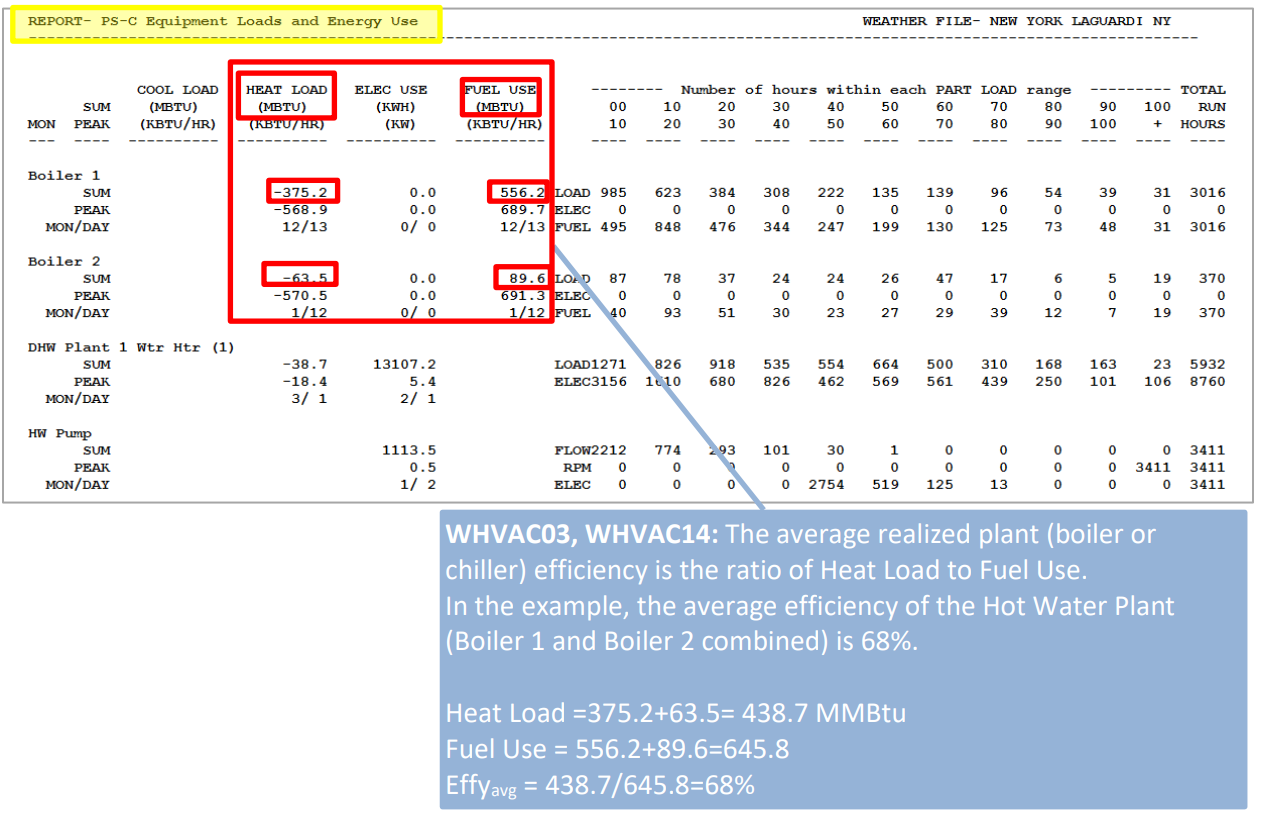 REPORT- PS-C Equipment Loads and Energy Use WEATHER FILE- NEW YORK LAGUARDI NY
--------------------------------------------------------------------------------
COOL LOAD HEAT LOAD ELEC USE FUEL USE -------- Number of hours within each PART LOAD range --------- TOTAL
SUM (MBTU) (MBTU) (KWH) (MBTU) 00 10 20 30 40 50 60 70 80 90 100 RUN
MON PEAK (KBTU/HR) (KBTU/HR) (KW) (KBTU/HR) 10 20 30 40 50 60 70 80 90 100 + HOURS
--- ---- ---------- ---------- ---------- ---------- ---- ---- ---- ---- ---- ---- ---- ---- ---- ---- ---- ----
Boiler 1
SUM -375.2 0.0 556.2 LOAD 985 623 384 308 222 135 139 96 54 39 31 3016
PEAK -568.9 0.0 689.7 ELEC 0 0 0 0 0 0 0 0 0 0 0 0
MON/DAY 12/13 0/ 0 12/13 FUEL 495 848 476 344 247 199 130 125 73 48 31 3016
Boiler 2
SUM -63.5 0.0 89.6 LOAD 87 78 37 24 24 26 47 17 6 5 19 370
PEAK -570.5 0.0 691.3 ELEC 0 0 0 0 0 0 0 0 0 0 0 0
MON/DAY 1/12 0/ 0 1/12 FUEL 40 93 51 30 23 27 29 39 12 7 19 370
DHW Plant 1 Wtr Htr (1)
SUM -38.7 13107.2 LOAD1271 826 918 535 554 664 500 310 168 163 23 5932
PEAK -18.4 5.4 ELEC3156 1610 680 826 462 569 561 439 250 101 106 8760
MON/DAY 3/ 1 2/ 1
HW Pump
SUM 1113.5 FLOW2212 774 293 101 30 1 0 0 0 0 0 3411
PEAK 0.5 RPM 0 0 0 0 0 0 0 0 0 0 3411 3411
MON/DAY 1/ 2 ELEC 0 0 0 0 2754 519 125 13 0 0 0 3411
WHVAC03, WHVAC14: The average realized plant (boiler or
chiller) efficiency is the ratio of Heat Load to Fuel Use.
In the example, the average efficiency of the Hot Water Plant
(Boiler 1 and Boiler 2 combined) is 68%.
Heat Load =375.2+63.5= 438.7 MMBtu
Fuel Use = 556.2+89.6=645.8
Effyavg = 438.7/645.8=68%